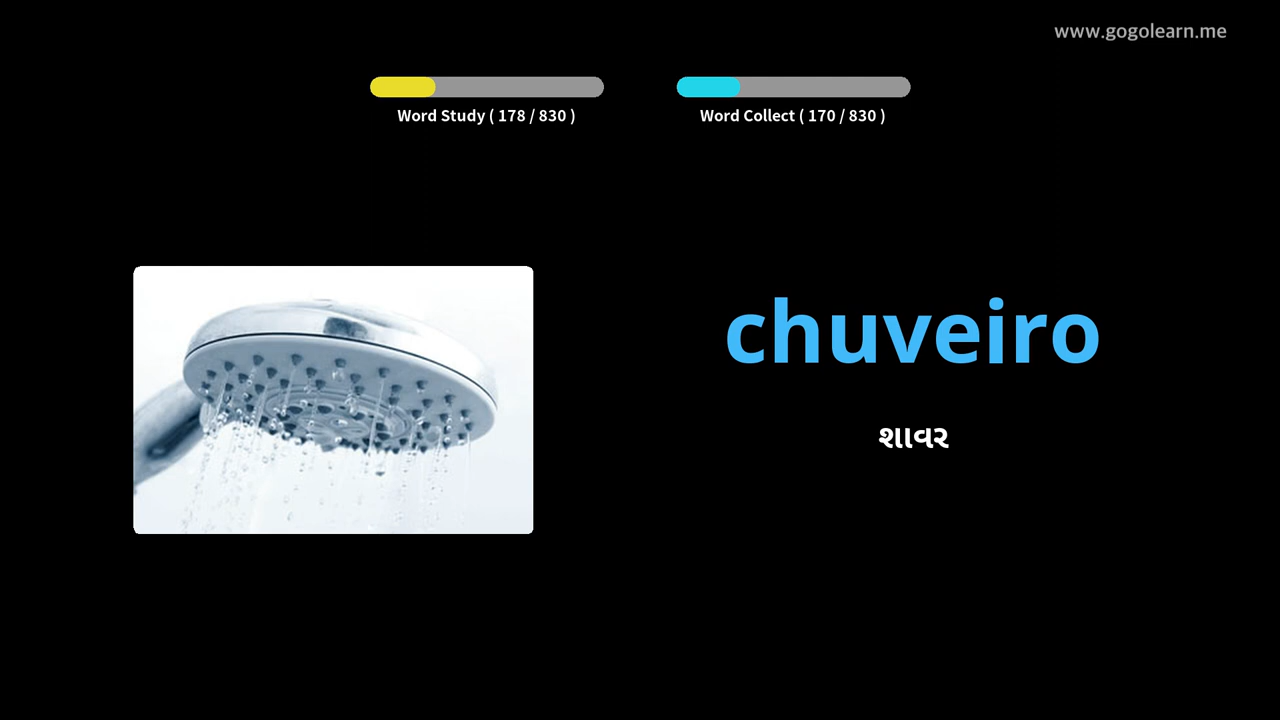 www.gogolearn.me
Word Study ( 178 / 830 )
Word Collect ( 170 / 830 )
chuveiro
શાવર